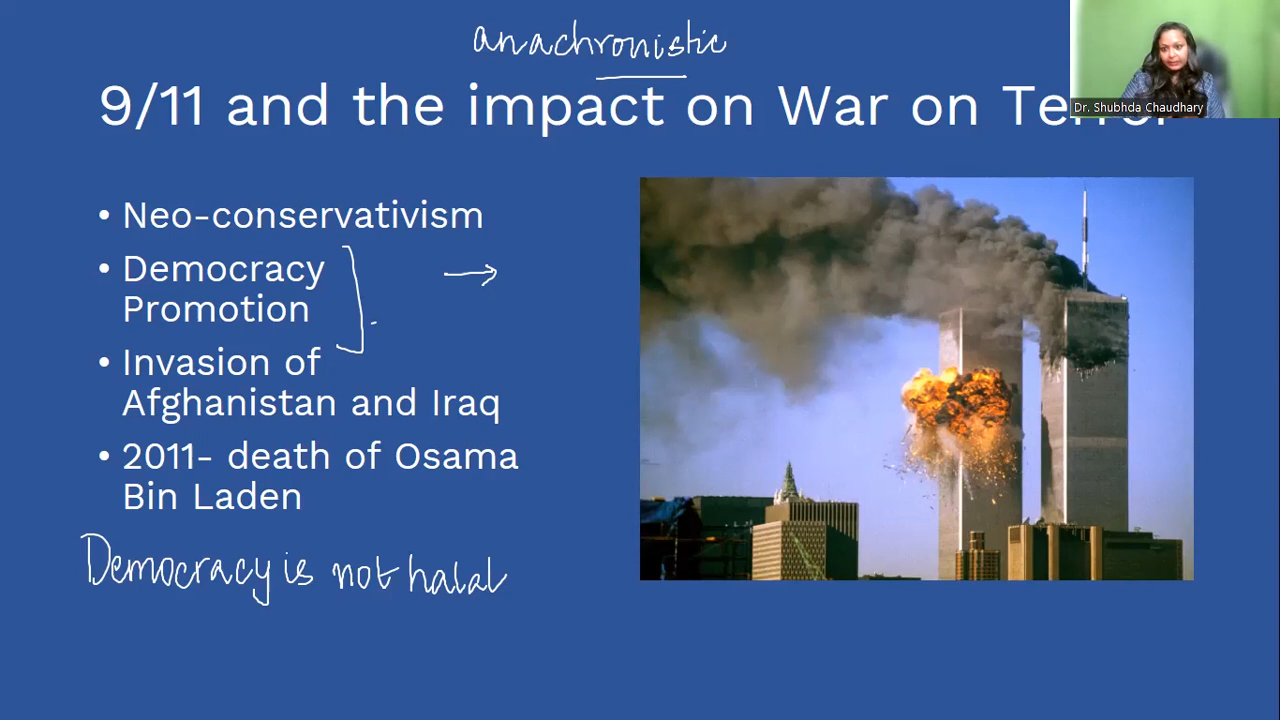 anachronistic
9/11 and the impact on War on Terror
Dr. Shubhda Chaudhary
• Neo-conservativism
• Democracy
Promotion
• Invasion of
Afghanistan and Iraq
• 2011- death of Osama
Bin Laden
Democracy is not halal